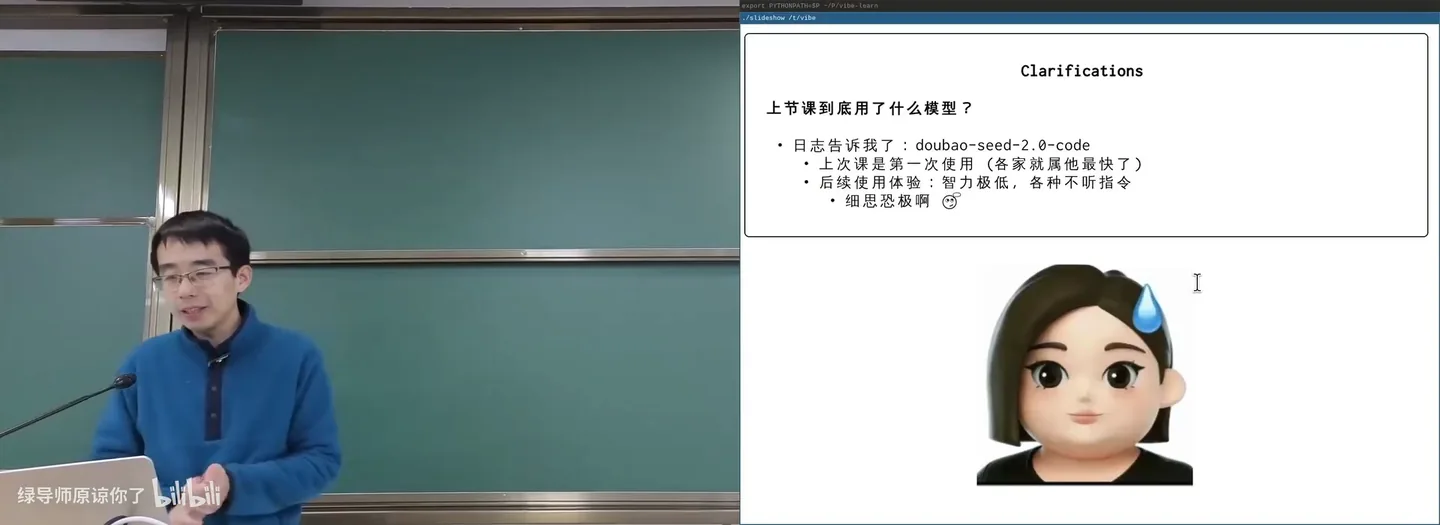 export PYTHONPATH=$P ~/P/vibe-learn
./slideshow /t/vibe
Clarifications
上节课到底用了什么模型？
• 日志告诉我了：doubao-seed-2.0-code
• 上次课是第一次使用 (各家就属他最快了)
• 后续使用体验：智力极低，各种不听指令
• 细思恐极啊
绿导师原谅你了 bilibili